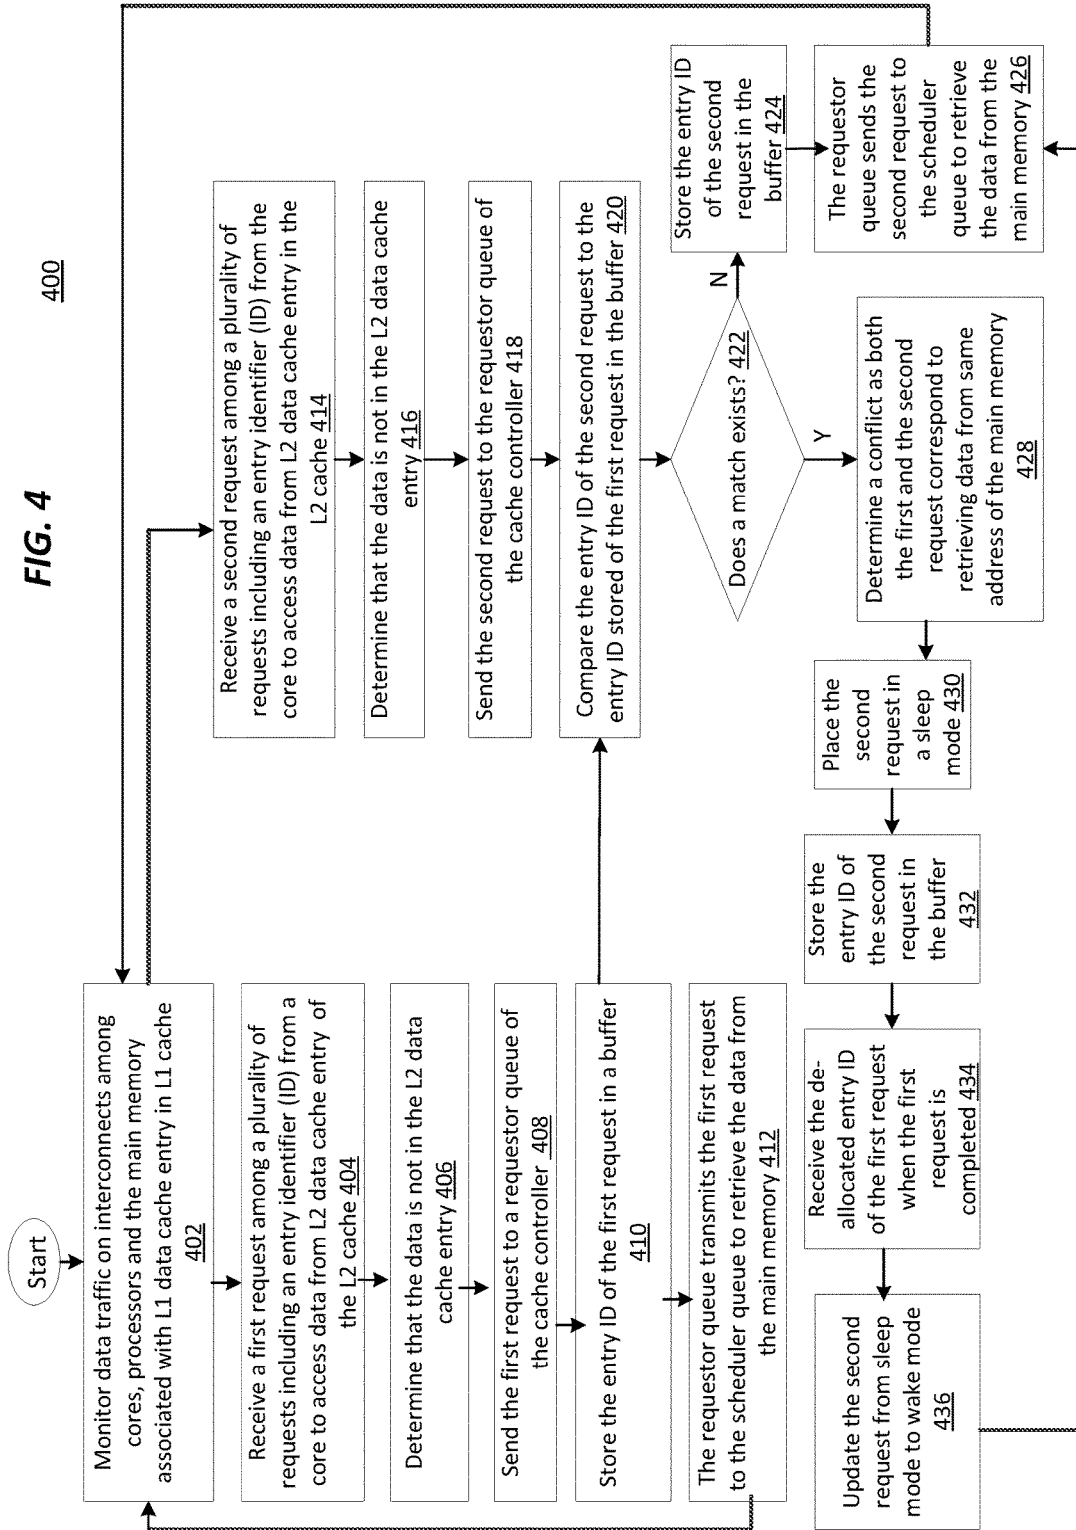 FIG. 4
400
Start
Monitor data traffic on interconnects among
cores, processors and the main memory
associated with L1 data cache entry in L1 cache
402
Receive a first request among a plurality of
requests including an entry identifier (ID) from a
core to access data from L2 data cache entry of
the L2 cache 404
Determine that the data is not in the L2 data
cache entry 406
Send the first request to a requestor queue of
the cache controller 408
Store the entry ID of the first request in a buffer
410
The requestor queue transmits the first request
to the scheduler queue to retrieve the data from
the main memory 412
Receive a second request among a plurality of
requests including an entry identifier (ID) from the
core to access data from L2 data cache entry in the
L2 cache 414
Determine that the data is not in the L2 data cache
entry 416
Send the second request to the requestor queue of
the cache controller 418
Compare the entry ID of the second request to the
entry ID stored of the first request in the buffer 420
Does a match exists? 422
N
Y
Store the entry ID
of the second
request in the
buffer 424
The requestor
queue sends the
second request to
the scheduler
queue to retrieve
the data from the
main memory 426
Determine a conflict as both
the first and the second
request correspond to
retrieving data from same
address of the main memory
428
Place the
second
request in
a sleep
mode 430
Store the
entry ID of
the second
request in
the buffer
432
Receive the de-
allocated entry ID
of the first request
when the first
request is
completed 434
Update the second
request from sleep
mode to wake mode
436